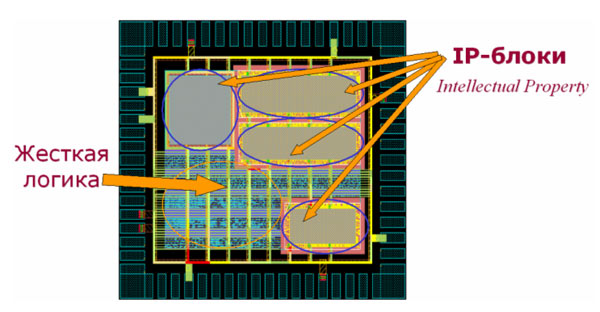 IP-блоки
Intellectual Property
Жесткая
логика